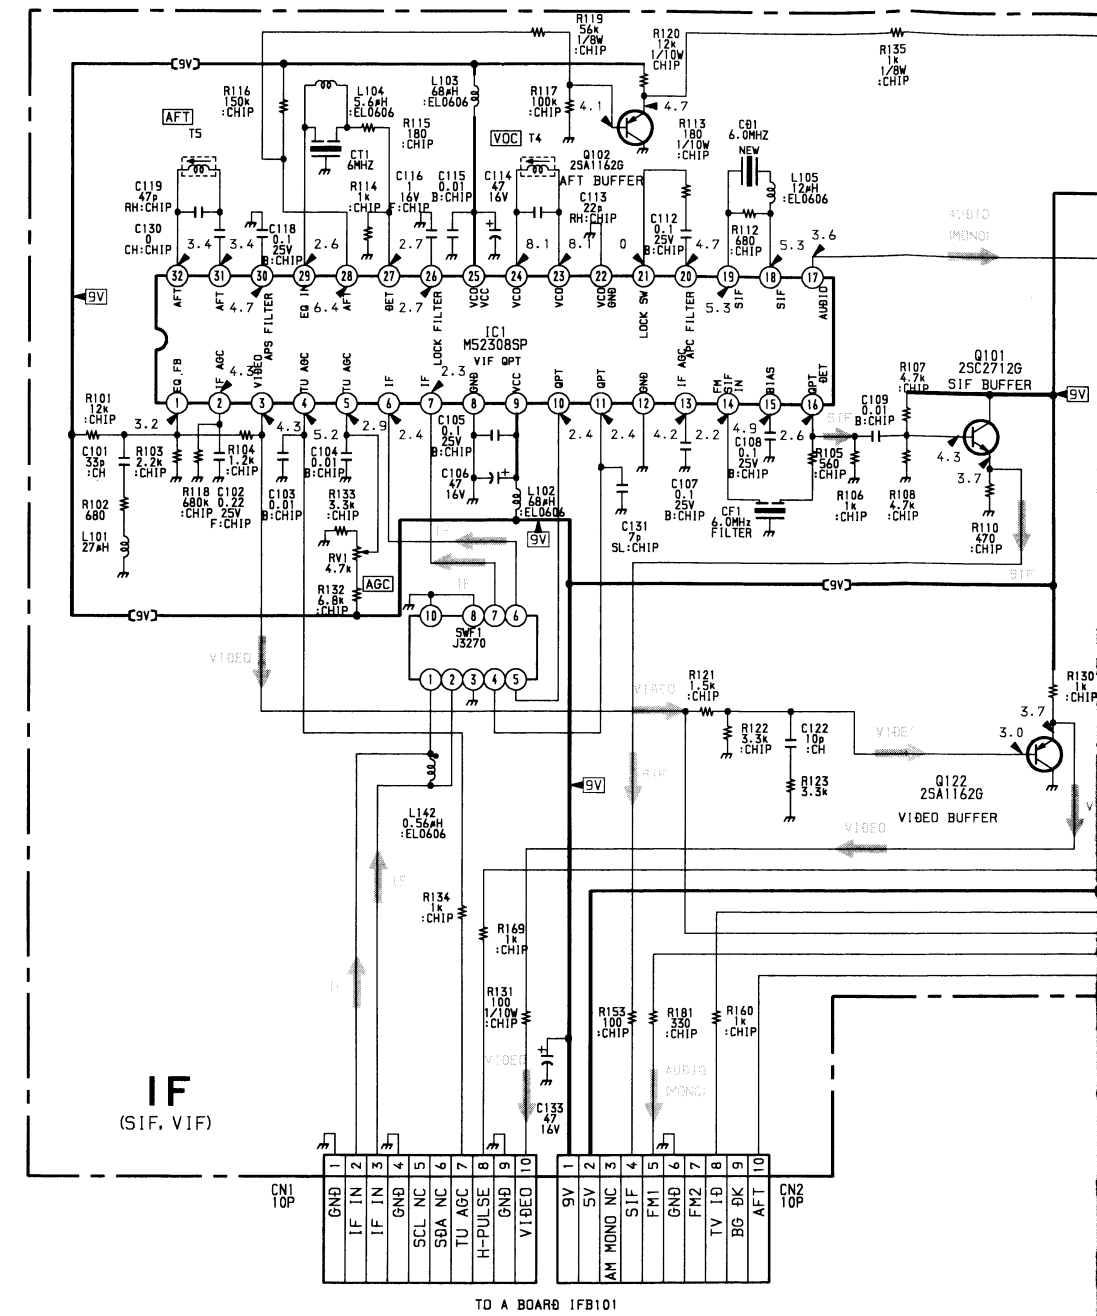 R119
56k
1/8W
:CHIP
R120
12k
1/10W
CHIP
R135
1k
1/8W
:CHIP
9V
R116
150k
:CHIP
L104
5.6µH
:EL0606
L103
68µH
:EL0606
R117
100k
:CHIP
4.1
4.7
R113
180
1/10W
:CHIP
CD1
6.0MHZ
NEW
AFT
T5
R115
180
:CHIP
VOC T4
Q102
2SA1162G
AFT BUFFER
CT1
6MHZ
L105
12µH
:EL0606
C119
47p
RH:CHIP
C130
0
CH:CHIP
R114
1k
:CHIP
C116
1
16V
F:CHIP
C115
0.01
B:CHIP
C114
47
16V
C113
22p
RH:CHIP
C118
0.1
25V
B:CHIP
C112
0.1
25V
B:CHIP
R112
680
:CHIP
AUDIO
(MONO)
3.4
3.4
2.6
2.7
8.1
8.1
0
4.7
5.3
3.6
32
31
30
29
28
27
26
25
24
23
22
21
20
19
18
17
4.7
6.4
2.7
5.3
AFT
AFT
APS FILTER
EQ IN
AFT
DET
LOCK FILTER
VCO
VCC
VCO
VCO
VCO
GND
LOCK SW
APC FILTER
SIF
SIF
AUDIO
9V
IC1
M52308SP
VIF QPT
EQ FB
IF AGC
VIDEO
TU AGC
TU AGC
IF
IF
GND
VCC
QPT
QPT
GND
IF AGC
FM
SIF
IN
BIAS
QPT
DET
4.3
2.3
1
2
3
4
5
6
7
8
9
10
11
12
13
14
15
16
R101
12k
:CHIP
3.2
4.3
5.2
2.9
2.4
2.4
2.4
4.2
2.2
4.9
2.6
SIF
C109
0.01
B:CHIP
R107
4.7k
:CHIP
Q101
2SC2712G
SIF BUFFER
9V
4.3
3.7
C101
33p
:CH
R103
2.2k
:CHIP
R104
1.2k
:CHIP
R102
680
L101
27µH
R118
680k
:CHIP
C102
0.22
25V
F:CHIP
C103
0.01
B:CHIP
C104
0.01
B:CHIP
R133
3.3k
:CHIP
C105
0.1
25V
B:CHIP
C106
47
16V
L102
68µH
:EL0606
9V
C131
7p
SL:CHIP
C107
0.1
25V
B:CHIP
C108
0.1
25V
B:CHIP
CF1
6.0MHz
FILTER
R105
560
:CHIP
R106
1k
:CHIP
R108
4.7k
:CHIP
R110
470
:CHIP
SIF
RV1
4.7k
AGC
R132
6.8k
:CHIP
IF
IF
9V
9V
10
8
7
6
SWF1
J3270
1
2
3
4
5
VIDEO
VIDEO
R121
1.5k
:CHIP
R122
3.3k
:CHIP
C122
10p
:CH
R123
3.3k
VIDEO
R130
1k
:CHIP
3.7
3.0
Q122
2SA1162G
VIDEO BUFFER
SIF
9V
L142
0.56µH
:EL0606
VIDEO
V
IF
R134
1k
:CHIP
R169
1k
:CHIP
IF
R131
100
1/10W
:CHIP
R153
100
:CHIP
R181
330
:CHIP
R160
1k
:CHIP
VIDEO
AUDIO
(MONO)
IF
(SIF, VIF)
C133
47
16V
CN1
10P
1
2
3
4
5
6
7
8
9
10
GND
IF IN
IF IN
GND
SCL NC
SDA NC
TU AGC
H-PULSE
GND
VIDEO
1
2
3
4
5
6
7
8
9
10
9V
5V
AM MONO NC
SIF
FM1
GND
FM2
TV ID
BG DK
AFT
CN2
10P
TO A BOARD IFB101